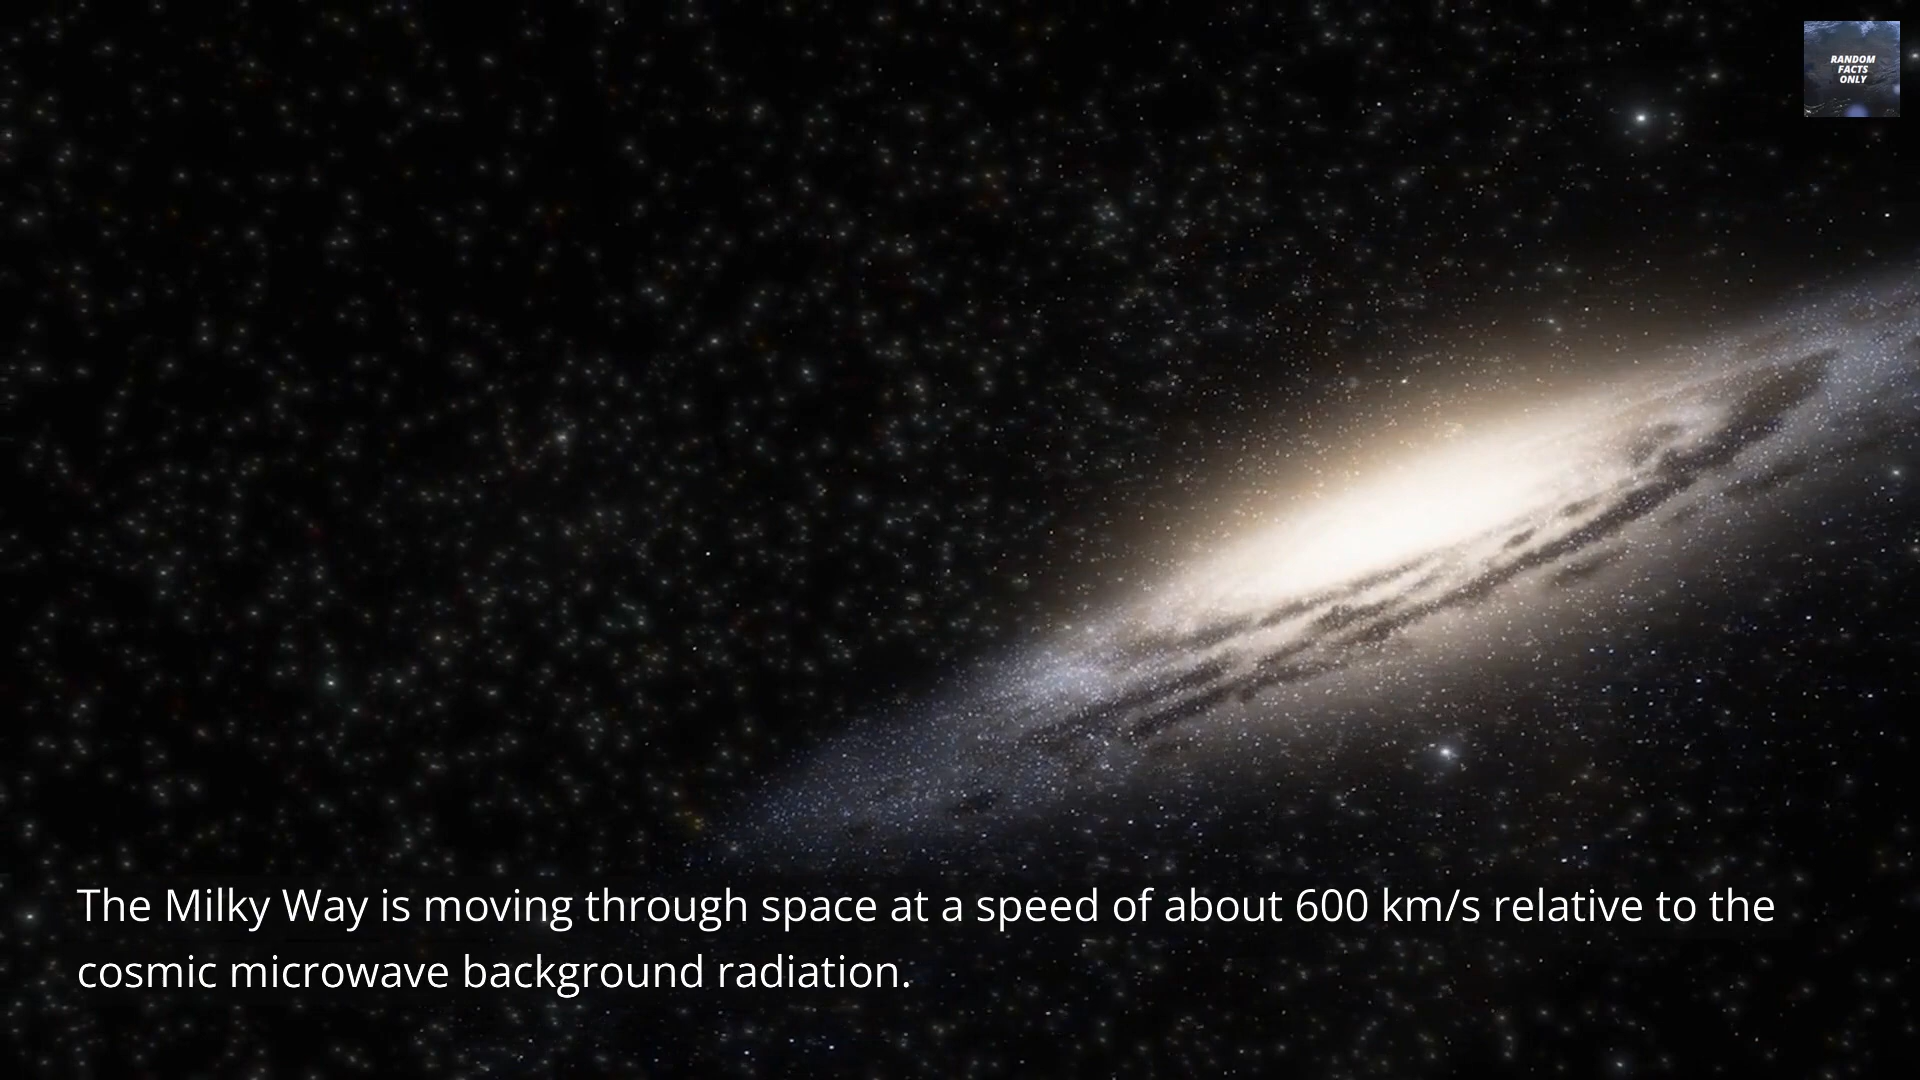 RANDOM
FACTS
ONLY
The Milky Way is moving through space at a speed of about 600 km/s relative to the
cosmic microwave background radiation.